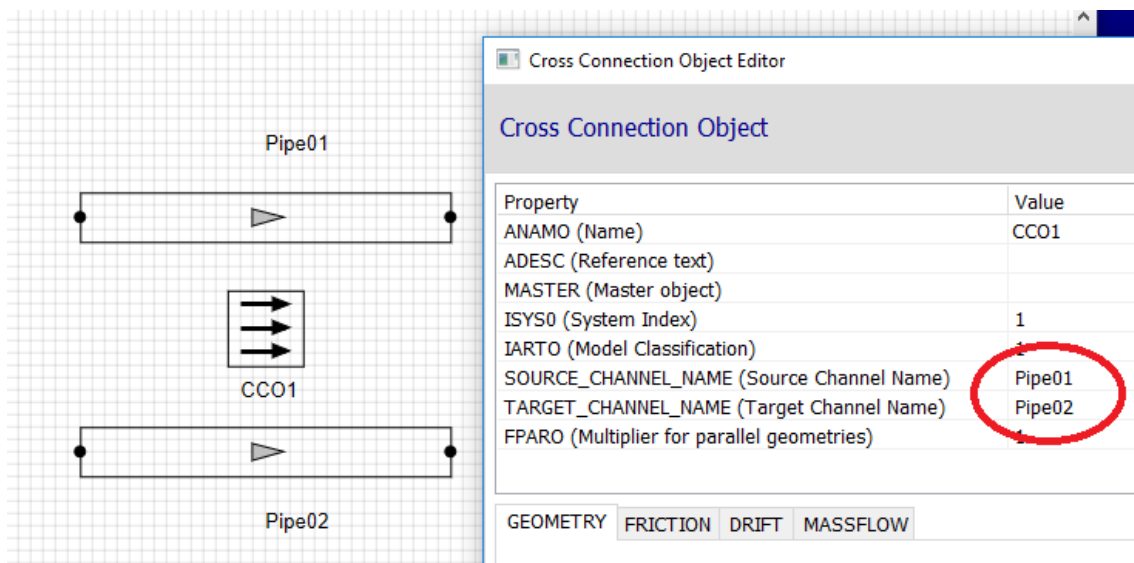 Pipe01
CCO1
Pipe02
Cross Connection Object Editor
Cross Connection Object
Property Value
ANAMO (Name) CCO1
ADESC (Reference text)
MASTER (Master object)
ISYS0 (System Index) 1
IARTO (Model Classification) 1
SOURCE_CHANNEL_NAME (Source Channel Name) Pipe01
TARGET_CHANNEL_NAME (Target Channel Name) Pipe02
FPARO (Multiplier for parallel geometries) 1
GEOMETRY FRICTION DRIFT MASSFLOW